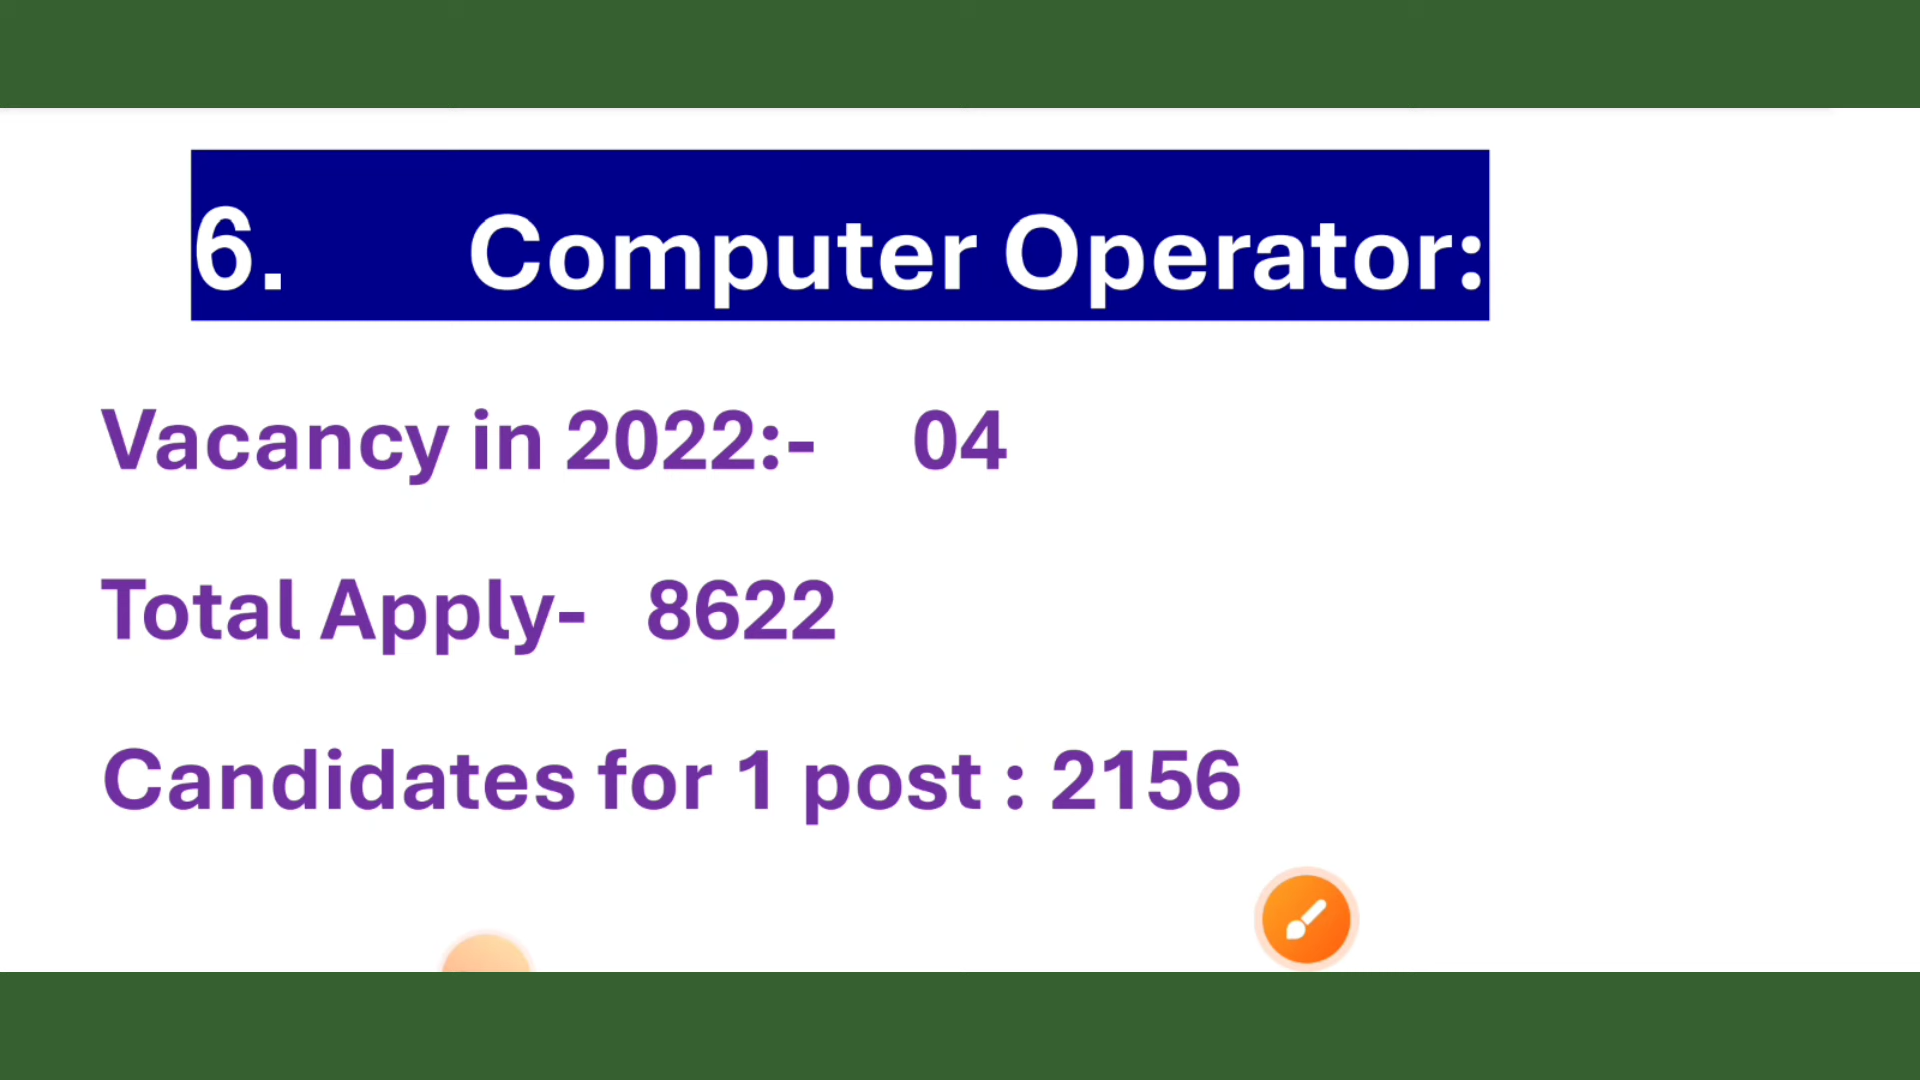 6. Computer Operator:
Vacancy in 2022:- 04
Total Apply- 8622
Candidates for 1 post : 2156